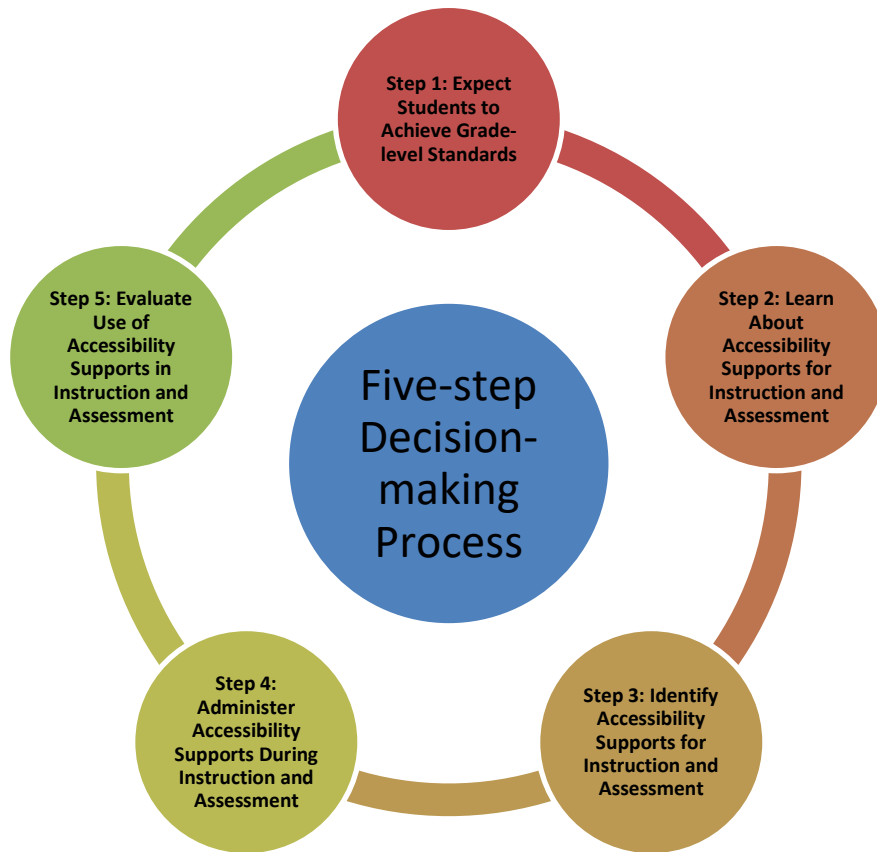 Step 1: Expect
Students to
Achieve Grade-
level Standards
Step 2: Learn
About
Accessibility
Supports for
Instruction and
Assessment
Step 3: Identify
Accessibility
Supports for
Instruction and
Assessment
Step 4:
Administer
Accessibility
Supports During
Instruction and
Assessment
Step 5: Evaluate
Use of
Accessibility
Supports in
Instruction and
Assessment
Five-step
Decision-
making
Process